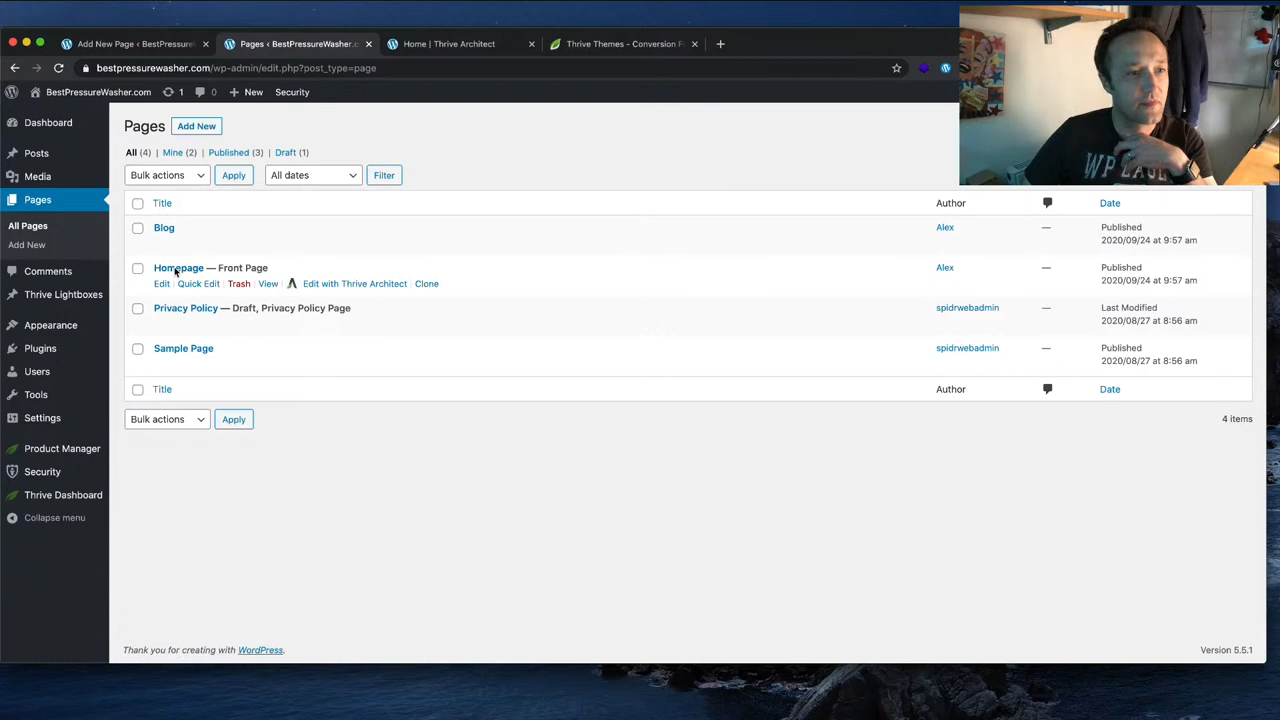 Add New Page ‹ BestPressure
Pages ‹ BestPressureWasher.c
Home | Thrive Architect
Thrive Themes - Conversion F
bestpressurewasher.com/wp-admin/edit.php?post_type=page
BestPressureWasher.com 1 0 New Security
Dashboard
Posts
Media
Pages
All Pages
Add New
Comments
Thrive Lightboxes
Appearance
Plugins
Users
Tools
Settings
Product Manager
Security
Thrive Dashboard
Collapse menu
Pages Add New
All (4) | Mine (2) | Published (3) | Draft (1)
Bulk actions Apply All dates Filter
Title Author Date
Blog Alex — Published
2020/09/24 at 9:57 am
Homepage — Front Page Alex — Published
2020/09/24 at 9:57 am
Edit | Quick Edit | Trash | View | Edit with Thrive Architect | Clone
Privacy Policy — Draft, Privacy Policy Page spidrwebadmin — Last Modified
2020/08/27 at 8:56 am
Sample Page spidrwebadmin — Published
2020/08/27 at 8:56 am
Title Author Date
Bulk actions Apply
4 items
Thank you for creating with WordPress.
Version 5.5.1